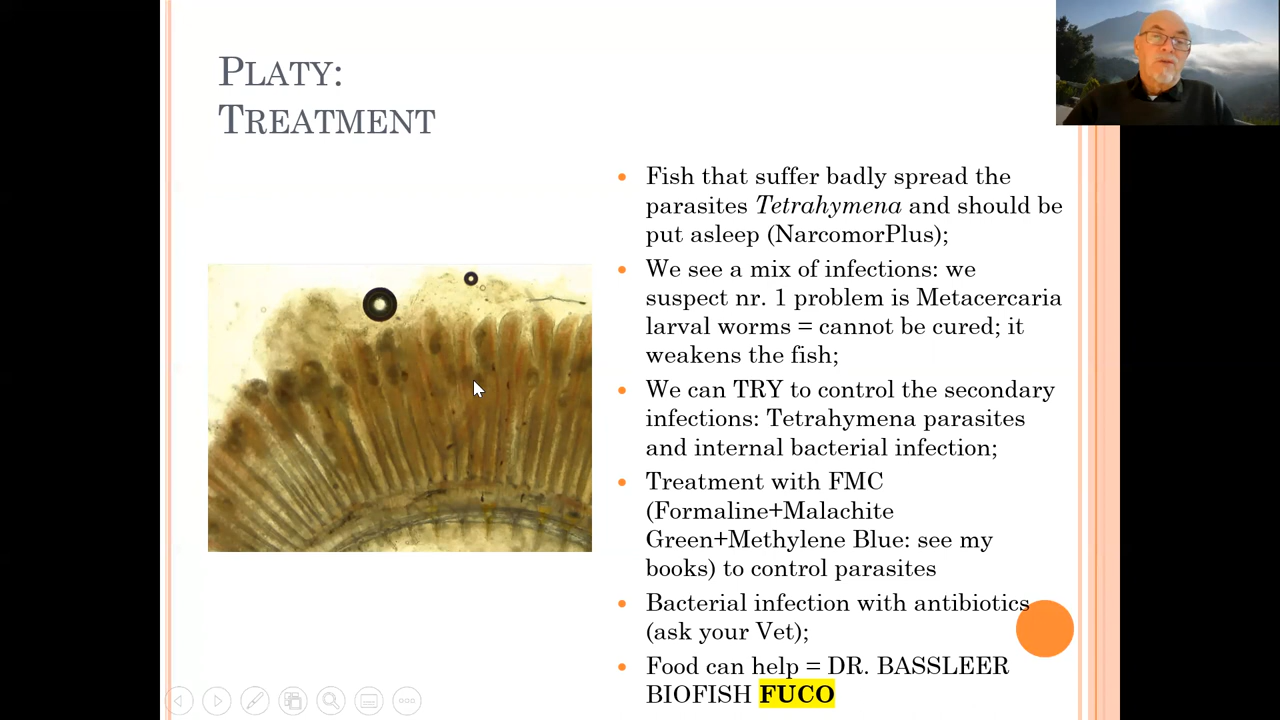 PLATY:
TREATMENT
• Fish that suffer badly spread the
parasites Tetrahymena and should be
put asleep (NarcomorPlus);
• We see a mix of infections: we
suspect nr. 1 problem is Metacercaria
larval worms = cannot be cured; it
weakens the fish;
• We can TRY to control the secondary
infections: Tetrahymena parasites
and internal bacterial infection;
• Treatment with FMC
(Formaline+Malachite
Green+Methylene Blue: see my
books) to control parasites
• Bacterial infection with antibiotics
(ask your Vet);
• Food can help = DR. BASSLEER
BIOFISH FUCO